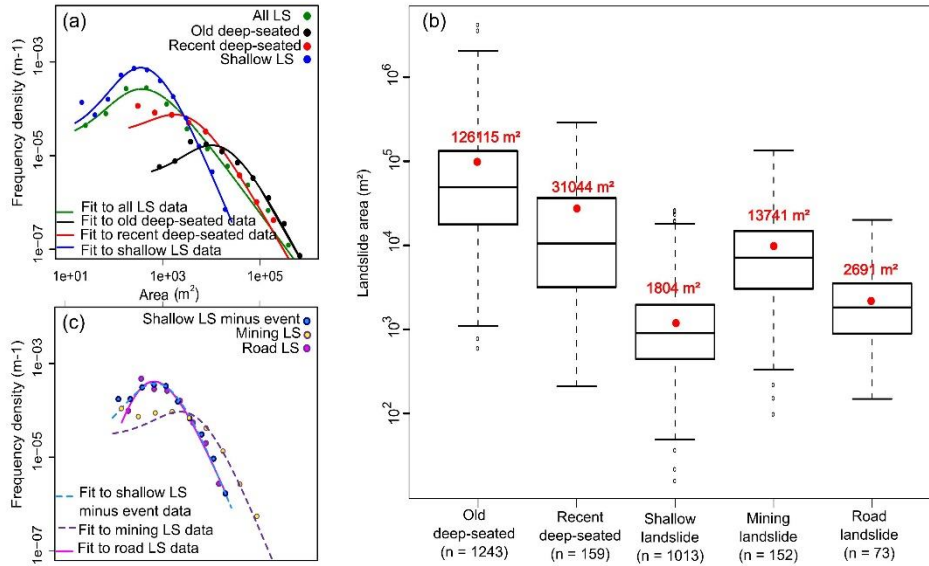 (a)
All LS
Old deep-seated
Recent deep-seated
Shallow LS
Frequency density (m-1)
1e-03
1e-05
1e-07
Fit to all LS data
Fit to old deep-seated data
Fit to recent deep-seated data
Fit to shallow LS data
1e+01
1e+03
1e+05
Area (m²)
(c)
Shallow LS minus event
Mining LS
Road LS
Frequency density (m-1)
1e-03
1e-05
1e-07
Fit to shallow LS
minus event data
Fit to mining LS data
Fit to road LS data
(b)
Landslide area (m²)
10⁶
10⁵
10⁴
10³
10²
126115 m²
31044 m²
1804 m²
13741 m²
2691 m²
Old
deep-seated
(n = 1243)
Recent
deep-seated
(n = 159)
Shallow
landslide
(n = 1013)
Mining
landslide
(n = 152)
Road
landslide
(n = 73)